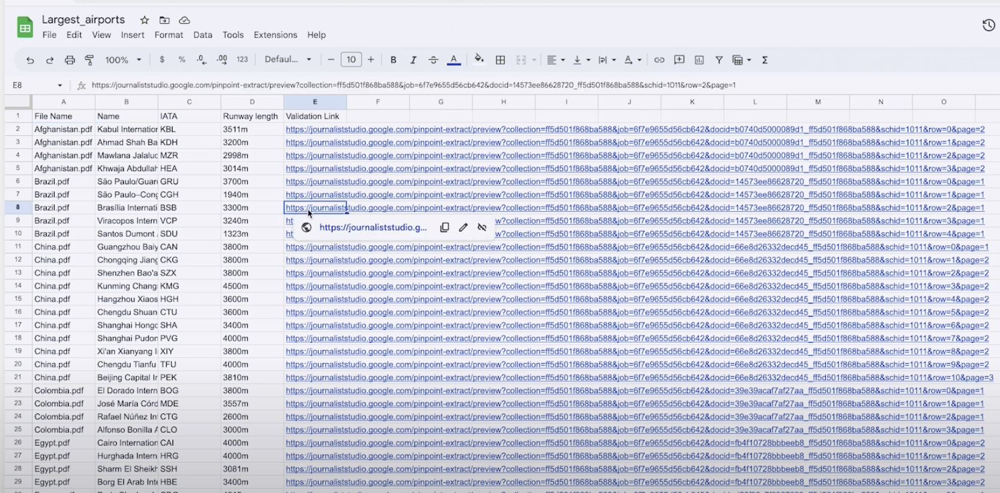 Largest_airports
File Edit View Insert Format Data Tools Extensions Help
100% $ % .0 .00 123 Defaul... 10 B I S A Σ
E8 fx https://journaliststudio.google.com/pinpoint-extract/preview?collection=ff5d501f868ba588&job=6f7e9655d56cb642&docid=14573ee86628720_ff5d501f868ba588&schid=1011&row=2&page=1
A B C D E F G H I J K L M N O
1 File Name Name IATA Runway length Validation Link
2 Afghanistan.pdf Kabul Internation KBL 3511m https://journaliststudio.google.com/pinpoint-extract/preview?collection=ff5d501f868ba588&job=6f7e9655d56cb642&docid=b0740d5000089d1_ff5d501f868ba588&schid=1011&row=0&page=2
3 Afghanistan.pdf Ahmad Shah Ba KDH 3200m https://journaliststudio.google.com/pinpoint-extract/preview?collection=ff5d501f868ba588&job=6f7e9655d56cb642&docid=b0740d5000089d1_ff5d501f868ba588&schid=1011&row=1&page=2
4 Afghanistan.pdf Mawlana Jalaluc MZR 2998m https://journaliststudio.google.com/pinpoint-extract/preview?collection=ff5d501f868ba588&job=6f7e9655d56cb642&docid=b0740d5000089d1_ff5d501f868ba588&schid=1011&row=2&page=2
5 Afghanistan.pdf Khwaja Abdullah HEA 3014m https://journaliststudio.google.com/pinpoint-extract/preview?collection=ff5d501f868ba588&job=6f7e9655d56cb642&docid=b0740d5000089d1_ff5d501f868ba588&schid=1011&row=3&page=2
6 Brazil.pdf São Paulo/Guar GRU 3700m https://journaliststudio.google.com/pinpoint-extract/preview?collection=ff5d501f868ba588&job=6f7e9655d56cb642&docid=14573ee86628720_ff5d501f868ba588&schid=1011&row=0&page=1
7 Brazil.pdf São Paulo–Cong CGH 1940m https://journaliststudio.google.com/pinpoint-extract/preview?collection=ff5d501f868ba588&job=6f7e9655d56cb642&docid=14573ee86628720_ff5d501f868ba588&schid=1011&row=1&page=1
8 Brazil.pdf Brasília Internati BSB 3300m https://journaliststudio.google.com/pinpoint-extract/preview?collection=ff5d501f868ba588&job=6f7e9655d56cb642&docid=14573ee86628720_ff5d501f868ba588&schid=1011&row=2&page=1
9 Brazil.pdf Viracopos Intern VCP 3240m ht w?collection=ff5d501f868ba588&job=6f7e9655d56cb642&docid=14573ee86628720_ff5d501f868ba588&schid=1011&row=3&page=1
https://journaliststudio.g...
10 Brazil.pdf Santos Dumont SDU 1323m ht w?collection=ff5d501f868ba588&job=6f7e9655d56cb642&docid=14573ee86628720_ff5d501f868ba588&schid=1011&row=4&page=1
11 China.pdf Guangzhou Baiy CAN 3800m https://journaliststudio.google.com/pinpoint-extract/preview?collection=ff5d501f868ba588&job=6f7e9655d56cb642&docid=66e8d26332decd45_ff5d501f868ba588&schid=1011&row=0&page=1
12 China.pdf Chongqing Jiang CKG 3800m https://journaliststudio.google.com/pinpoint-extract/preview?collection=ff5d501f868ba588&job=6f7e9655d56cb642&docid=66e8d26332decd45_ff5d501f868ba588&schid=1011&row=1&page=2
13 China.pdf Shenzhen Bao'a SZX 3800m https://journaliststudio.google.com/pinpoint-extract/preview?collection=ff5d501f868ba588&job=6f7e9655d56cb642&docid=66e8d26332decd45_ff5d501f868ba588&schid=1011&row=2&page=2
14 China.pdf Kunming Chang KMG 4500m https://journaliststudio.google.com/pinpoint-extract/preview?collection=ff5d501f868ba588&job=6f7e9655d56cb642&docid=66e8d26332decd45_ff5d501f868ba588&schid=1011&row=3&page=2
15 China.pdf Hangzhou Xiaos HGH 3600m https://journaliststudio.google.com/pinpoint-extract/preview?collection=ff5d501f868ba588&job=6f7e9655d56cb642&docid=66e8d26332decd45_ff5d501f868ba588&schid=1011&row=4&page=2
16 China.pdf Chengdu Shuan CTU 3600m https://journaliststudio.google.com/pinpoint-extract/preview?collection=ff5d501f868ba588&job=6f7e9655d56cb642&docid=66e8d26332decd45_ff5d501f868ba588&schid=1011&row=5&page=2
17 China.pdf Shanghai Hongc SHA 3400m https://journaliststudio.google.com/pinpoint-extract/preview?collection=ff5d501f868ba588&job=6f7e9655d56cb642&docid=66e8d26332decd45_ff5d501f868ba588&schid=1011&row=6&page=2
18 China.pdf Shanghai Pudon PVG 4000m https://journaliststudio.google.com/pinpoint-extract/preview?collection=ff5d501f868ba588&job=6f7e9655d56cb642&docid=66e8d26332decd45_ff5d501f868ba588&schid=1011&row=7&page=2
19 China.pdf Xi'an Xianyang I XIY 3800m https://journaliststudio.google.com/pinpoint-extract/preview?collection=ff5d501f868ba588&job=6f7e9655d56cb642&docid=66e8d26332decd45_ff5d501f868ba588&schid=1011&row=8&page=2
20 China.pdf Chengdu Tianfu TFU 4000m https://journaliststudio.google.com/pinpoint-extract/preview?collection=ff5d501f868ba588&job=6f7e9655d56cb642&docid=66e8d26332decd45_ff5d501f868ba588&schid=1011&row=9&page=2
21 China.pdf Beijing Capital Ir PEK 3810m https://journaliststudio.google.com/pinpoint-extract/preview?collection=ff5d501f868ba588&job=6f7e9655d56cb642&docid=66e8d26332decd45_ff5d501f868ba588&schid=1011&row=10&page=3
22 Colombia.pdf El Dorado Intern BOG 3800m https://journaliststudio.google.com/pinpoint-extract/preview?collection=ff5d501f868ba588&job=6f7e9655d56cb642&docid=39e39acaf7af27aa_ff5d501f868ba588&schid=1011&row=0&page=1
23 Colombia.pdf José María Córd MDE 3557m https://journaliststudio.google.com/pinpoint-extract/preview?collection=ff5d501f868ba588&job=6f7e9655d56cb642&docid=39e39acaf7af27aa_ff5d501f868ba588&schid=1011&row=1&page=1
24 Colombia.pdf Rafael Núñez Int CTG 2600m https://journaliststudio.google.com/pinpoint-extract/preview?collection=ff5d501f868ba588&job=6f7e9655d56cb642&docid=39e39acaf7af27aa_ff5d501f868ba588&schid=1011&row=2&page=1
25 Colombia.pdf Alfonso Bonilla A CLO 3000m https://journaliststudio.google.com/pinpoint-extract/preview?collection=ff5d501f868ba588&job=6f7e9655d56cb642&docid=39e39acaf7af27aa_ff5d501f868ba588&schid=1011&row=3&page=1
26 Egypt.pdf Cairo Internation CAI 4000m https://journaliststudio.google.com/pinpoint-extract/preview?collection=ff5d501f868ba588&job=6f7e9655d56cb642&docid=fb4f10728bbbeeb8_ff5d501f868ba588&schid=1011&row=0&page=2
27 Egypt.pdf Hurghada Intern HRG 4000m https://journaliststudio.google.com/pinpoint-extract/preview?collection=ff5d501f868ba588&job=6f7e9655d56cb642&docid=fb4f10728bbbeeb8_ff5d501f868ba588&schid=1011&row=1&page=2
28 Egypt.pdf Sharm El Sheikh SSH 3081m https://journaliststudio.google.com/pinpoint-extract/preview?collection=ff5d501f868ba588&job=6f7e9655d56cb642&docid=fb4f10728bbbeeb8_ff5d501f868ba588&schid=1011&row=2&page=2
29 Egypt.pdf Borg El Arab Inte HBE 3400m https://journaliststudio.google.com/pinpoint-extract/preview?collection=ff5d501f868ba588&job=6f7e9655d56cb642&docid=fb4f10728bbbeeb8_ff5d501f868ba588&schid=1011&row=3&page=2